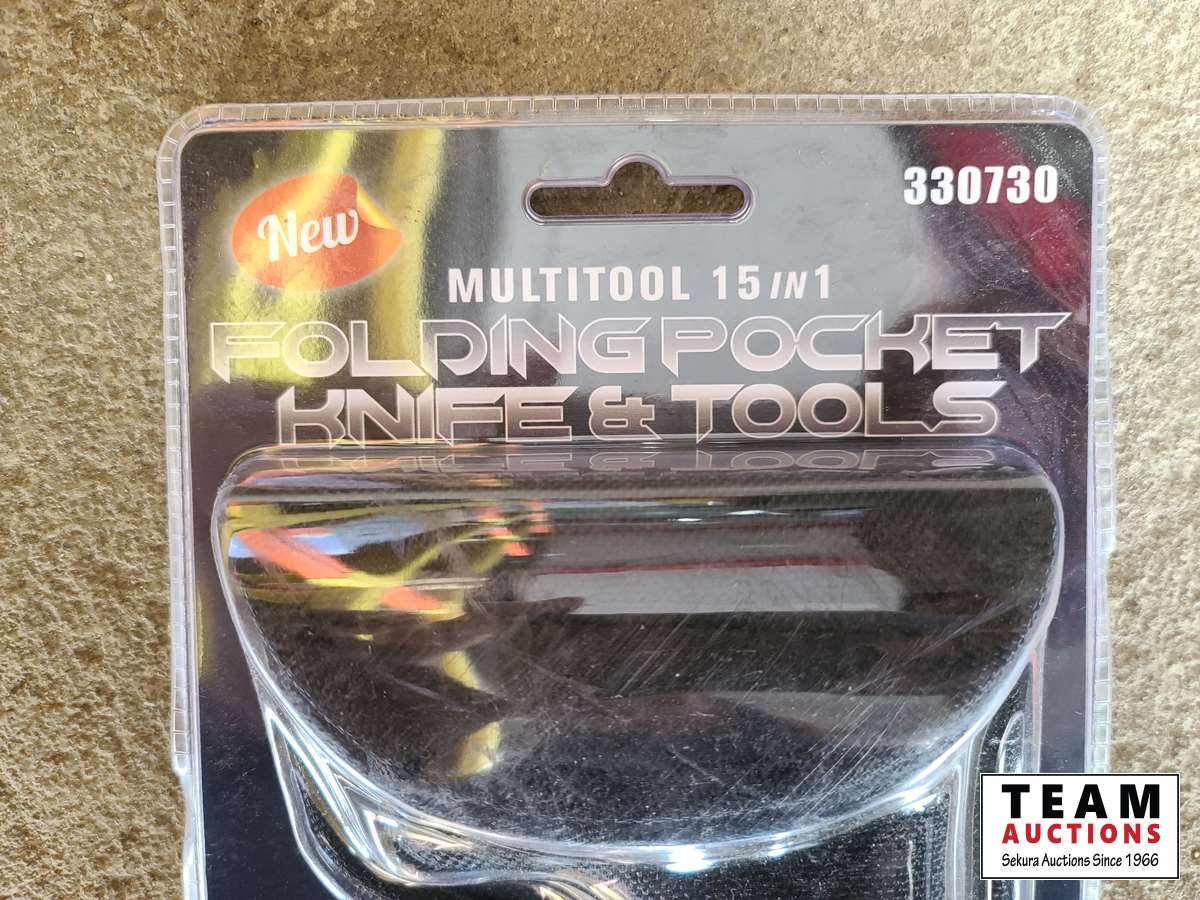 New
330730
MULTITOOL 15 IN 1
FOLDING POCKET
KNIFE & TOOLS
TEAM
AUCTIONS
Sekura Auctions Since 1966